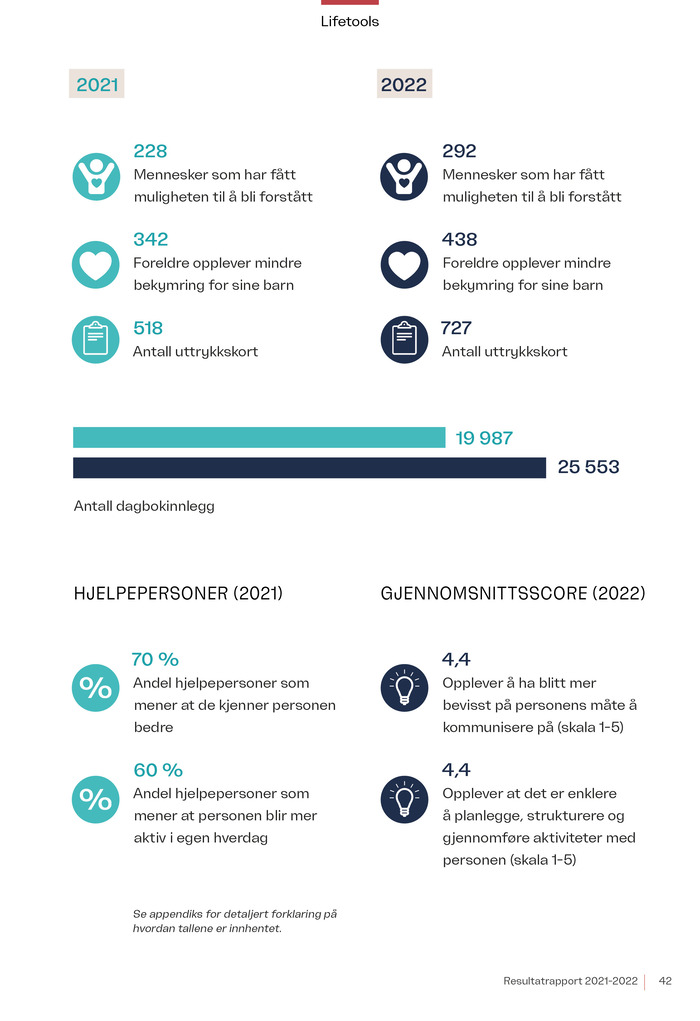 Lifetools
2021
228
Mennesker som har fått
muligheten til å bli forstått
342
Foreldre opplever mindre
bekymring for sine barn
518
Antall uttrykkskort
2022
292
Mennesker som har fått
muligheten til å bli forstått
438
Foreldre opplever mindre
bekymring for sine barn
727
Antall uttrykkskort
19 987
25 553
Antall dagbokinnlegg
HJELPEPERSONER (2021)
70 %
%
Andel hjelpepersoner som
mener at de kjenner personen
bedre
60 %
%
Andel hjelpepersoner som
mener at personen blir mer
aktiv i egen hverdag
Se appendiks for detaljert forklaring på
hvordan tallene er innhentet.
GJENNOMSNITTSSCORE (2022)
4,4
Opplever å ha blitt mer
bevisst på personens måte å
kommunisere på (skala 1-5)
4,4
Opplever at det er enklere
å planlegge, strukturere og
gjennomføre aktiviteter med
personen (skala 1-5)
Resultatrapport 2021-2022
42